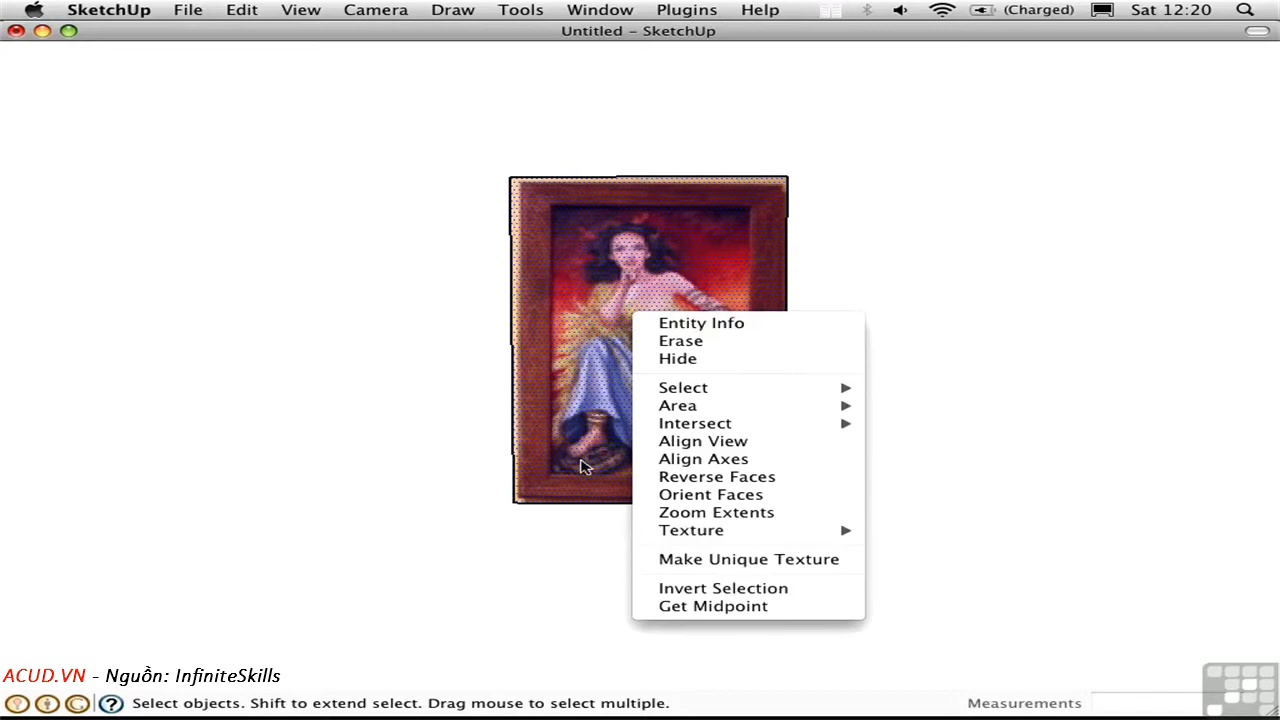 SketchUp File Edit View Camera Draw Tools Window Plugins Help (Charged) Sat 12:20
Untitled – SketchUp
Entity Info
Erase
Hide
Select
Area
Intersect
Align View
Align Axes
Reverse Faces
Orient Faces
Zoom Extents
Texture
Make Unique Texture
Invert Selection
Get Midpoint
ACUD.VN - Nguồn: InfiniteSkills
Select objects. Shift to extend select. Drag mouse to select multiple. Measurements